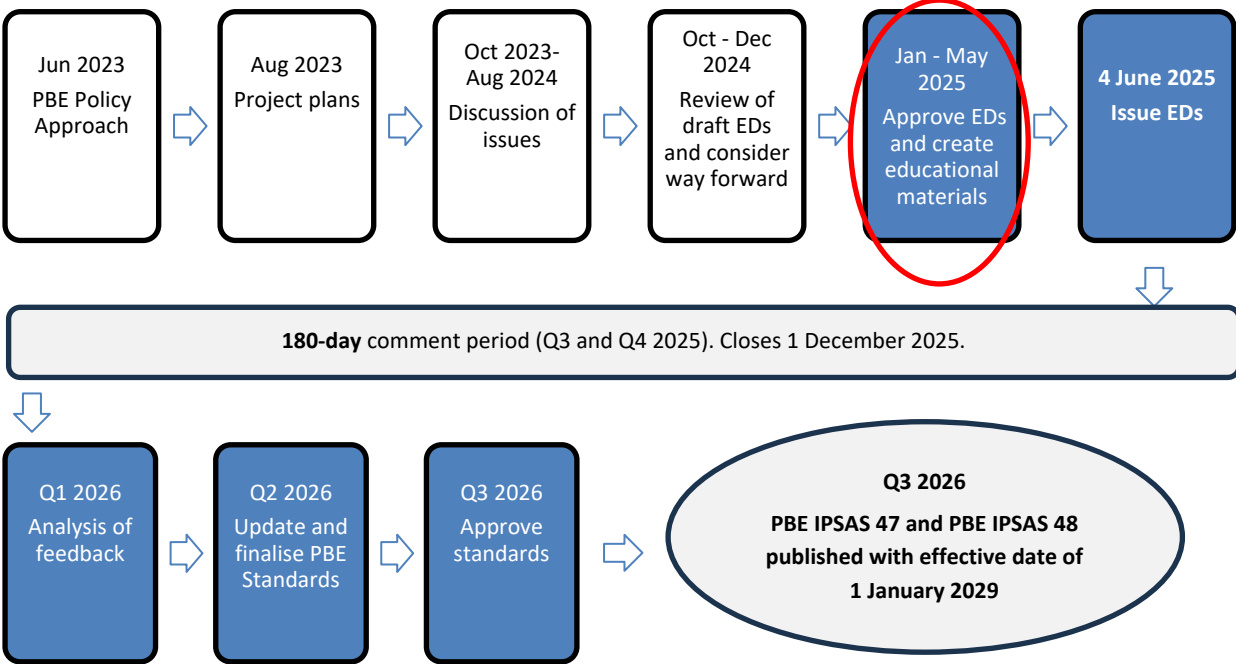 Jun 2023
PBE Policy
Approach
Aug 2023
Project plans
Oct 2023-
Aug 2024
Discussion of
issues
Oct - Dec
2024
Review of
draft EDs
and consider
way forward
Jan - May
2025
Approve EDs
and create
educational
materials
4 June 2025
Issue EDs
180-day comment period (Q3 and Q4 2025). Closes 1 December 2025.
Q1 2026
Analysis of
feedback
Q2 2026
Update and
finalise PBE
Standards
Q3 2026
Approve
standards
Q3 2026
PBE IPSAS 47 and PBE IPSAS 48
published with effective date of
1 January 2029